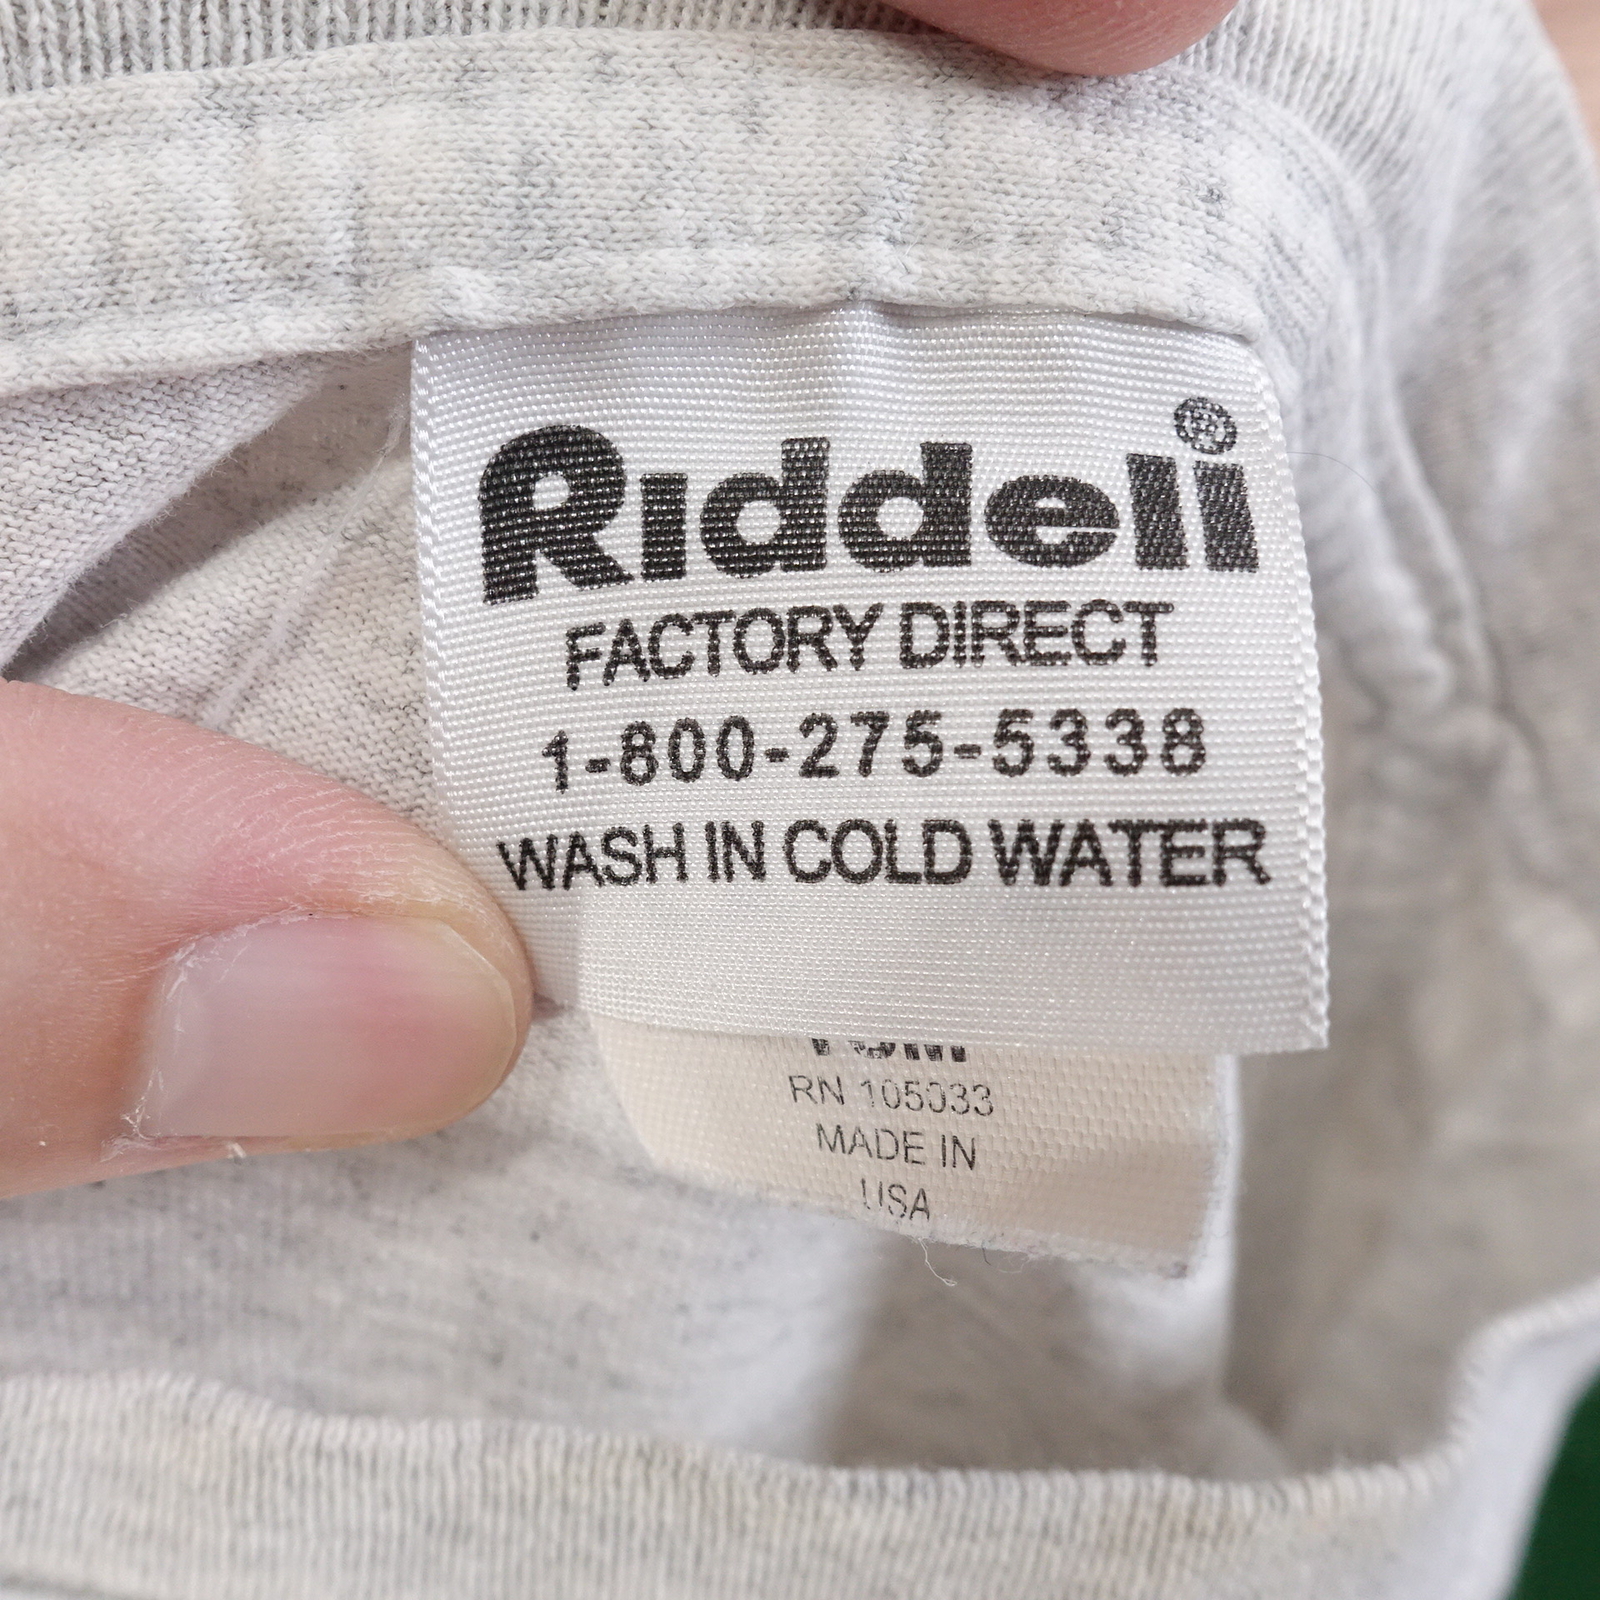 Riddell®
FACTORY DIRECT
1-800-275-5338
WASH IN COLD WATER
RN 105033
MADE IN
USA